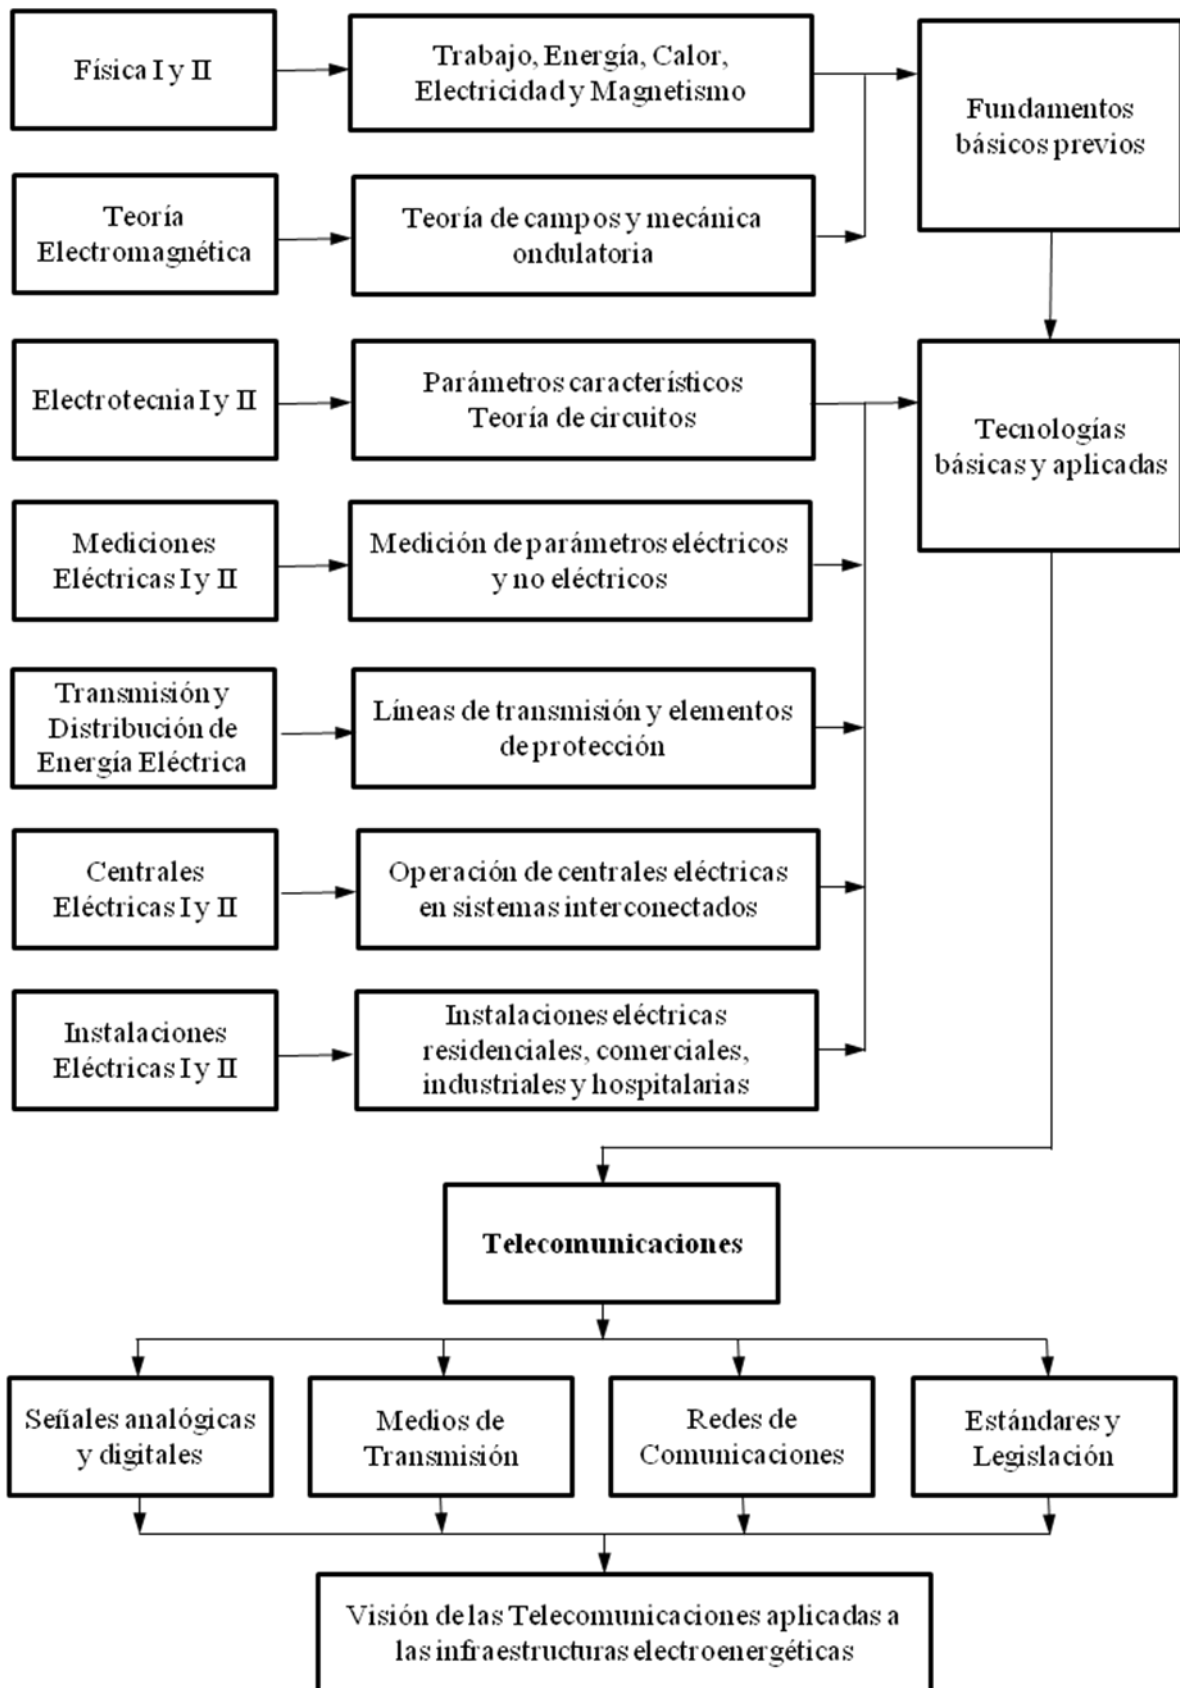 Física I y II
Trabajo, Energía, Calor,
Electricidad y Magnetismo
Fundamentos
básicos previos
Teoría
Electromagnética
Teoría de campos y mecánica
ondulatoria
Electrotecnia I y II
Parámetros característicos
Teoría de circuitos
Tecnologías
básicas y aplicadas
Mediciones
Eléctricas I y II
Medición de parámetros eléctricos
y no eléctricos
Transmisión y
Distribución de
Energía Eléctrica
Líneas de transmisión y elementos
de protección
Centrales
Eléctricas I y II
Operación de centrales eléctricas
en sistemas interconectados
Instalaciones
Eléctricas I y II
Instalaciones eléctricas
residenciales, comerciales,
industriales y hospitalarias
Telecomunicaciones
Señales analógicas
y digitales
Medios de
Transmisión
Redes de
Comunicaciones
Estándares y
Legislación
Visión de las Telecomunicaciones aplicadas a
las infraestructuras electroenergéticas